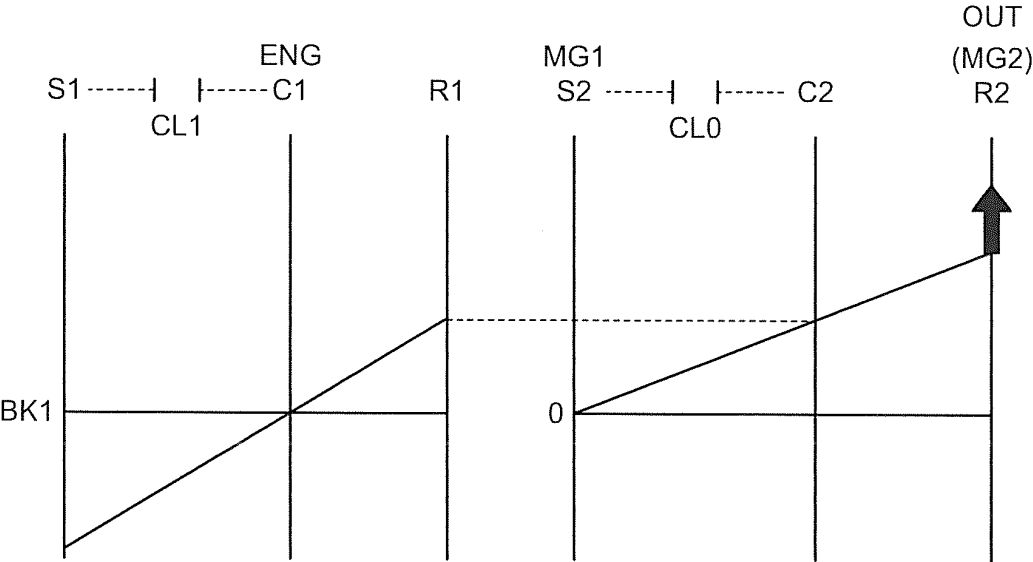 OUT
ENG MG1 (MG2)
S1 C1 R1 S2 C2 R2
CL1 CL0
BK1 0